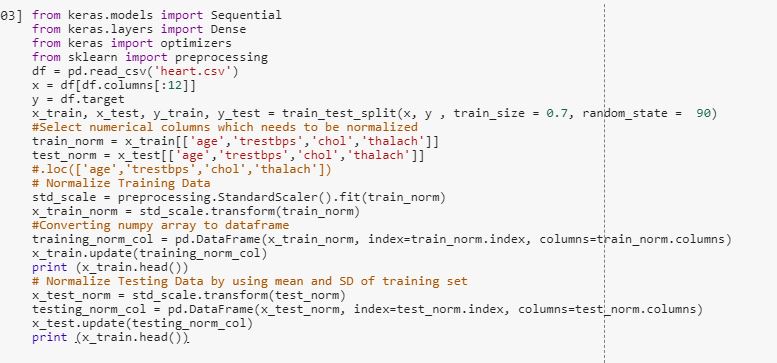 03] from keras.models import Sequential
from keras.layers import Dense
from keras import optimizers
from sklearn import preprocessing
df = pd.read_csv('heart.csv')
x = df[df.columns[:12]]
y = df.target
x_train, x_test, y_train, y_test = train_test_split(x, y , train_size = 0.7, random_state =  90)
#Select numerical columns which needs to be normalized
train_norm = x_train[['age','trestbps','chol','thalach']]
test_norm = x_test[['age','trestbps','chol','thalach']]
#.loc(['age','trestbps','chol','thalach'])
# Normalize Training Data
std_scale = preprocessing.StandardScaler().fit(train_norm)
x_train_norm = std_scale.transform(train_norm)
#Converting numpy array to dataframe
training_norm_col = pd.DataFrame(x_train_norm, index=train_norm.index, columns=train_norm.columns)
x_train.update(training_norm_col)
print (x_train.head())
# Normalize Testing Data by using mean and SD of training set
x_test_norm = std_scale.transform(test_norm)
testing_norm_col = pd.DataFrame(x_test_norm, index=test_norm.index, columns=test_norm.columns)
x_test.update(testing_norm_col)
print (x_train.head())